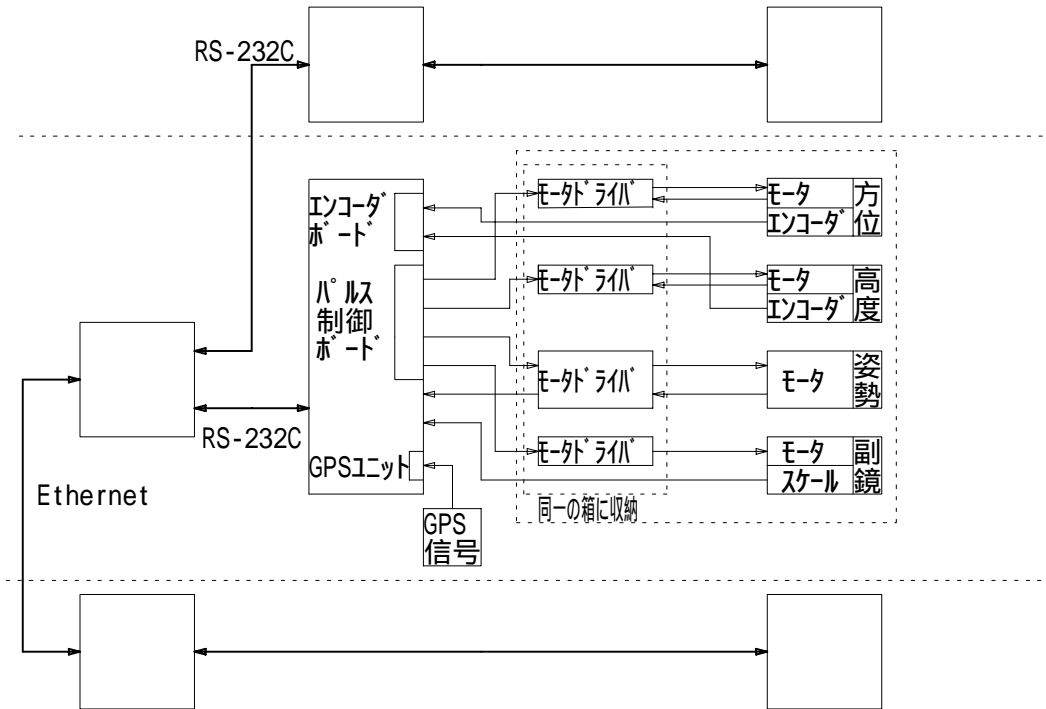 RS-232C
エンコーダ
ボード
パルス
制御
ボード
GPSユニット
GPS
信号
RS-232C
Ethernet
モータドライバ
モータドライバ
モータドライバ
モータドライバ
同一の箱に収納
モータ
エンコーダ
方位
モータ
エンコーダ
高度
モータ
姿勢
モータ
スケール
副鏡